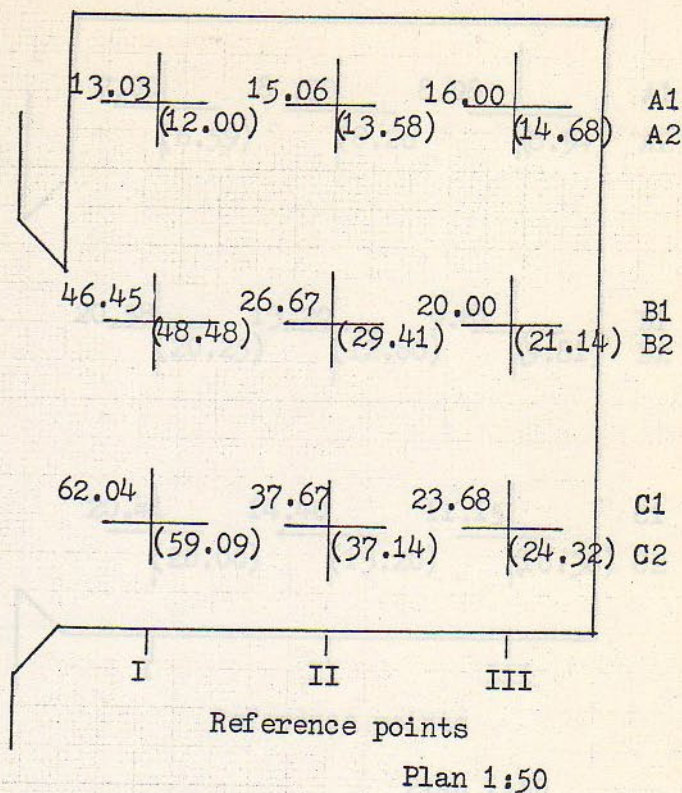 13.03 15.06 16.00 A1
(12.00) (13.58) (14.68) A2
46.45 26.67 20.00 B1
(48.48) (29.41) (21.14) B2
62.04 37.67 23.68 C1
(59.09) (37.14) (24.32) C2
I II III
Reference points
Plan 1:50